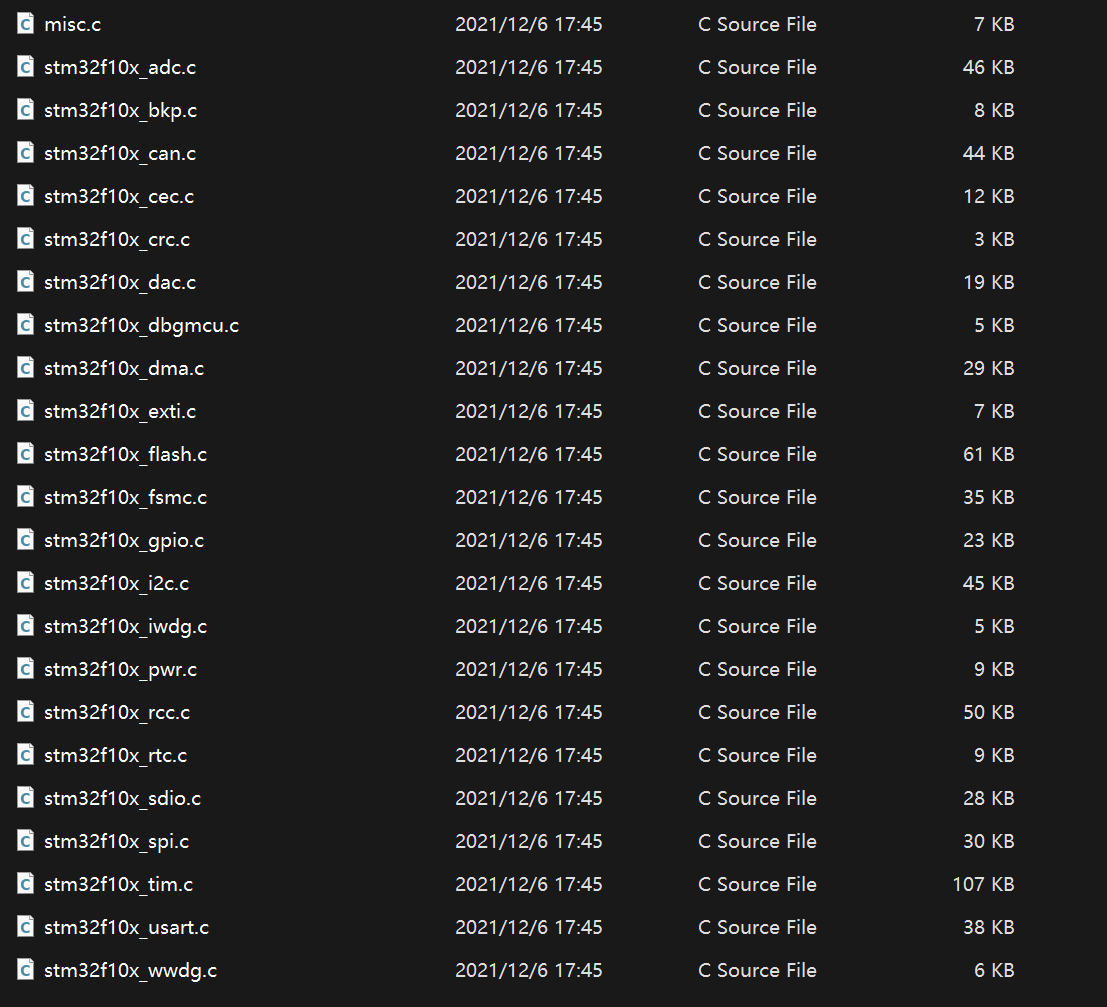 misc.c 2021/12/6 17:45 C Source File 7 KB
stm32f10x_adc.c 2021/12/6 17:45 C Source File 46 KB
stm32f10x_bkp.c 2021/12/6 17:45 C Source File 8 KB
stm32f10x_can.c 2021/12/6 17:45 C Source File 44 KB
stm32f10x_cec.c 2021/12/6 17:45 C Source File 12 KB
stm32f10x_crc.c 2021/12/6 17:45 C Source File 3 KB
stm32f10x_dac.c 2021/12/6 17:45 C Source File 19 KB
stm32f10x_dbgmcu.c 2021/12/6 17:45 C Source File 5 KB
stm32f10x_dma.c 2021/12/6 17:45 C Source File 29 KB
stm32f10x_exti.c 2021/12/6 17:45 C Source File 7 KB
stm32f10x_flash.c 2021/12/6 17:45 C Source File 61 KB
stm32f10x_fsmc.c 2021/12/6 17:45 C Source File 35 KB
stm32f10x_gpio.c 2021/12/6 17:45 C Source File 23 KB
stm32f10x_i2c.c 2021/12/6 17:45 C Source File 45 KB
stm32f10x_iwdg.c 2021/12/6 17:45 C Source File 5 KB
stm32f10x_pwr.c 2021/12/6 17:45 C Source File 9 KB
stm32f10x_rcc.c 2021/12/6 17:45 C Source File 50 KB
stm32f10x_rtc.c 2021/12/6 17:45 C Source File 9 KB
stm32f10x_sdio.c 2021/12/6 17:45 C Source File 28 KB
stm32f10x_spi.c 2021/12/6 17:45 C Source File 30 KB
stm32f10x_tim.c 2021/12/6 17:45 C Source File 107 KB
stm32f10x_usart.c 2021/12/6 17:45 C Source File 38 KB
stm32f10x_wwdg.c 2021/12/6 17:45 C Source File 6 KB